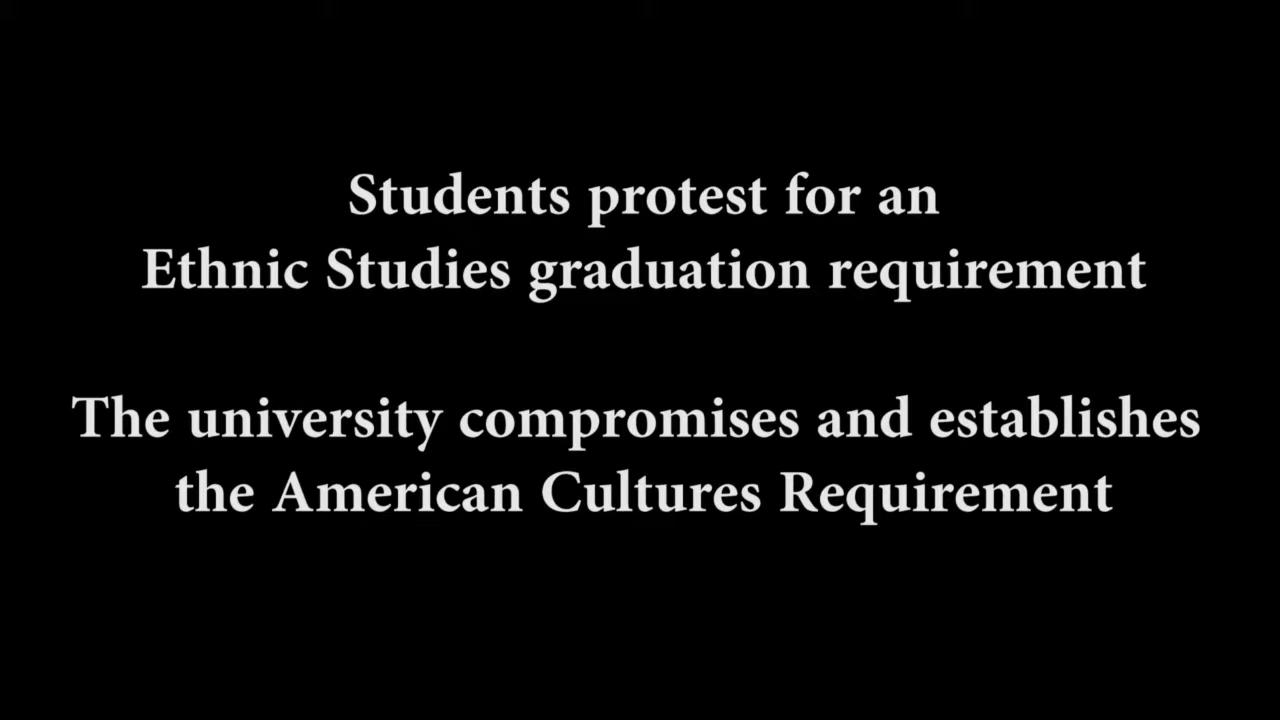 Students protest for an
Ethnic Studies graduation requirement
The university compromises and establishes
the American Cultures Requirement